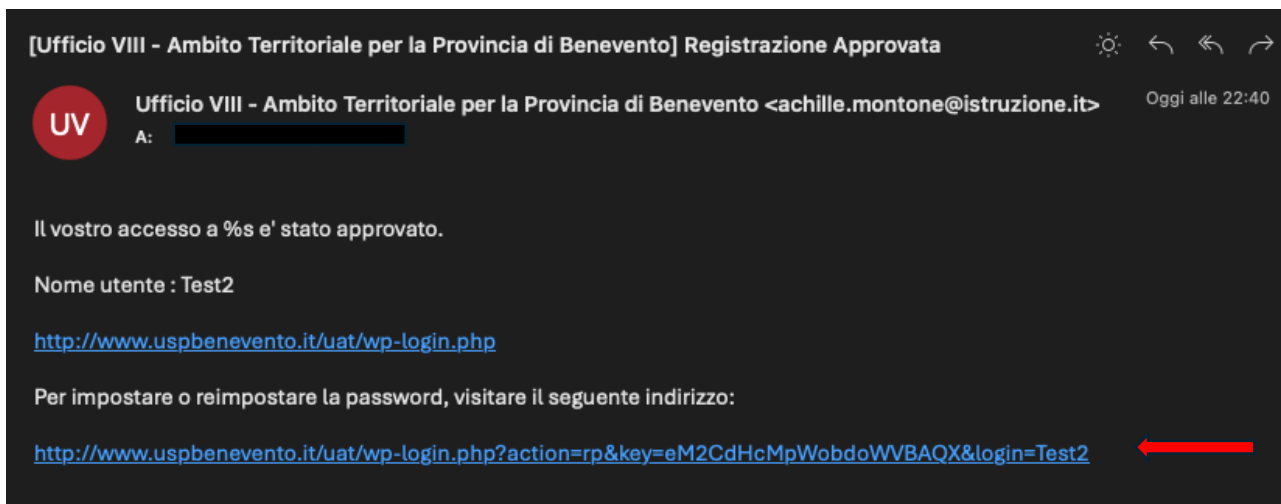 [Ufficio VIII - Ambito Territoriale per la Provincia di Benevento] Registrazione Approvata
UV
Ufficio VIII - Ambito Territoriale per la Provincia di Benevento <achille.montone@istruzione.it>
Oggi alle 22:40
A:
Il vostro accesso a %s e' stato approvato.
Nome utente : Test2
http://www.uspbenevento.it/uat/wp-login.php
Per impostare o reimpostare la password, visitare il seguente indirizzo:
http://www.uspbenevento.it/uat/wp-login.php?action=rp&key=eM2CdHcMpWobdoWVBAQX&login=Test2